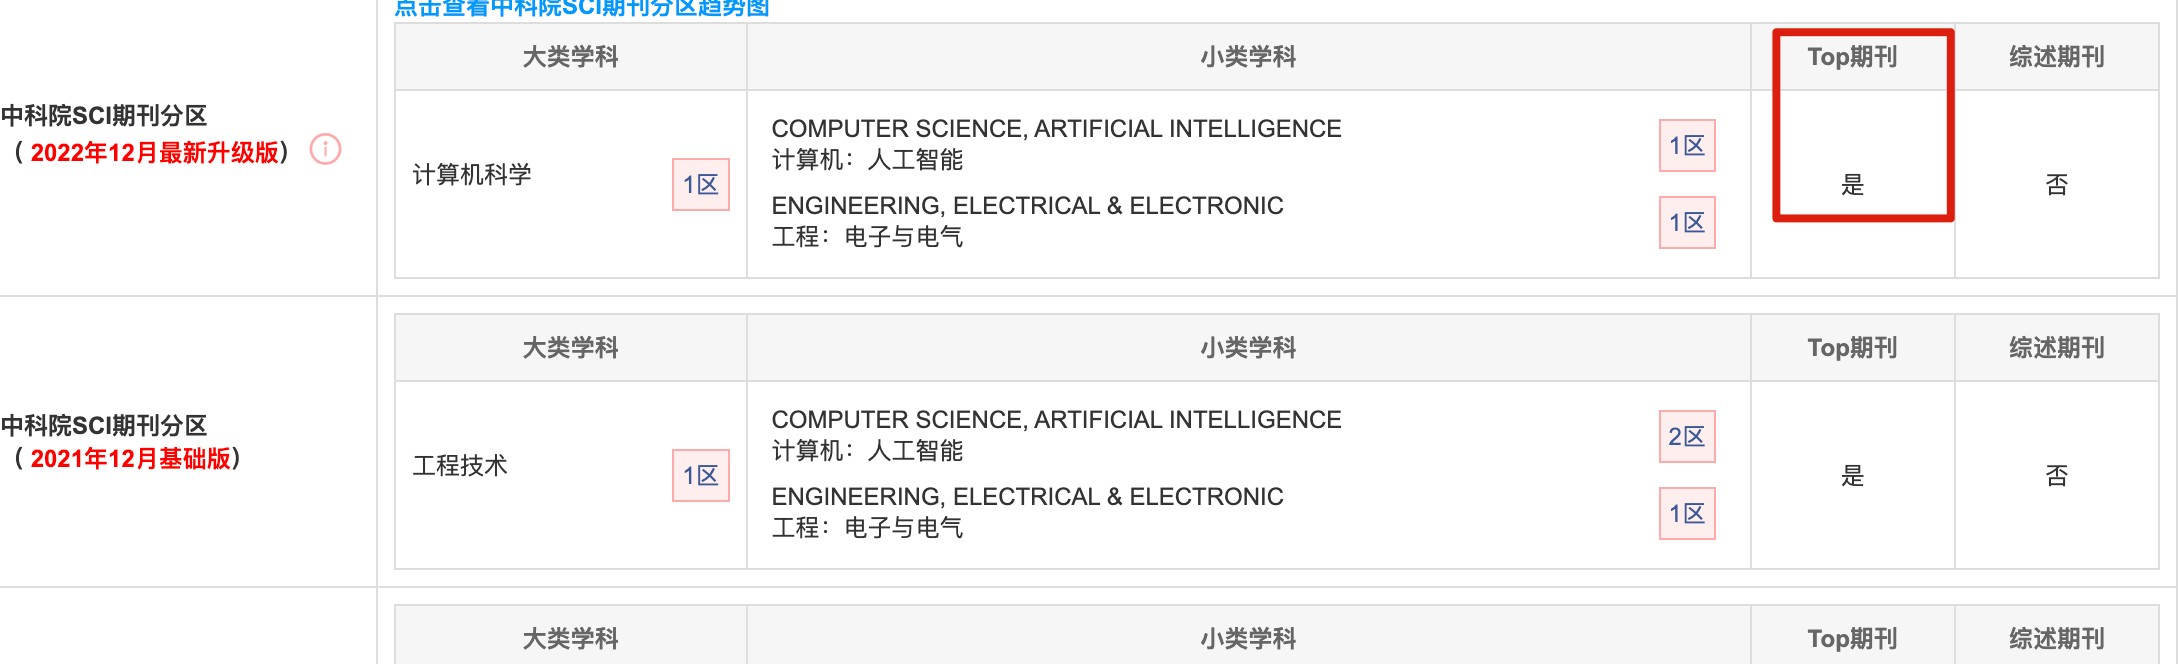 点击查看中科院SCI期刊分区趋势图
中科院SCI期刊分区
（ 2022年12月最新升级版）
大类学科 小类学科 Top期刊 综述期刊
计算机科学 1区
COMPUTER SCIENCE, ARTIFICIAL INTELLIGENCE
计算机：人工智能
1区
ENGINEERING, ELECTRICAL & ELECTRONIC
工程：电子与电气
1区
是 否
中科院SCI期刊分区
（ 2021年12月基础版）
大类学科 小类学科 Top期刊 综述期刊
工程技术 1区
COMPUTER SCIENCE, ARTIFICIAL INTELLIGENCE
计算机：人工智能
2区
ENGINEERING, ELECTRICAL & ELECTRONIC
工程：电子与电气
1区
是 否
大类学科 小类学科 Top期刊 综述期刊